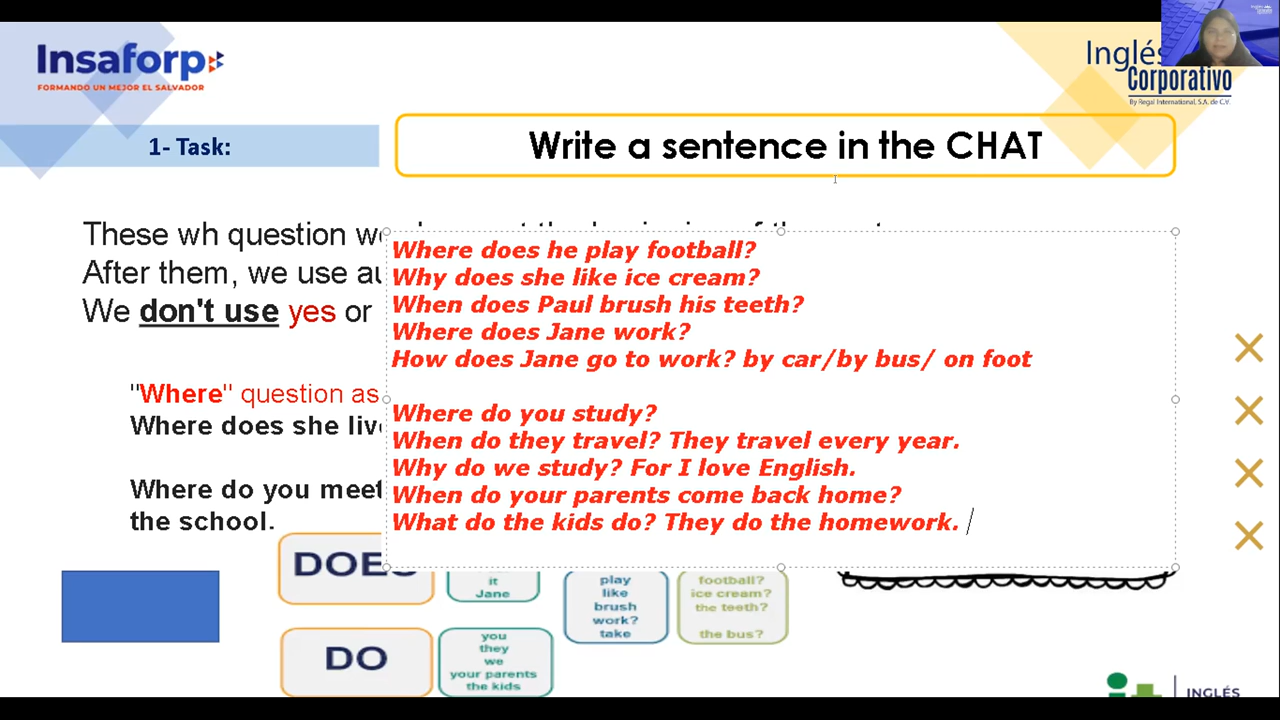 Insaforp
FORMANDO UN MEJOR EL SALVADOR
Inglés
Corporativo
By Regal International, S.A. de C.V.
1- Task:
Write a sentence in the CHAT
These wh question
After them, we use
We don't use yes or
"Where" question as
Where does she
Where do you meet
the school.
Where does he play football?
Why does she like ice cream?
When does Paul brush his teeth?
Where does Jane work?
How does Jane go to work? by car/by bus/ on foot
Where do you study?
When do they travel? They travel every year.
Why do we study? For I love English.
When do your parents come back home?
What do the kids do? They do the homework.
DOES
it
Jane
play
like
brush
work?
take
football?
ice cream?
the teeth?
the bus?
DO
you
they
we
your parents
the kids
INGLÉS